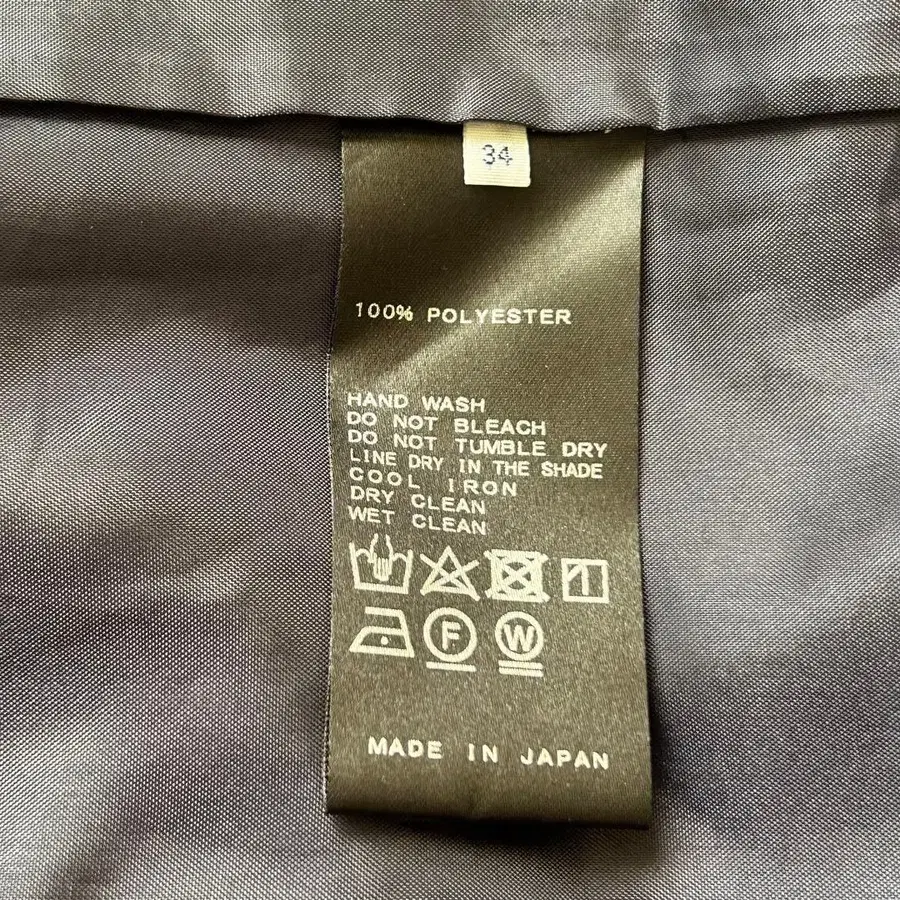 34
100% POLYESTER
HAND WASH
DO NOT BLEACH
DO NOT TUMBLE DRY
LINE DRY IN THE SHADE
COOL IRON
DRY CLEAN
WET CLEAN
F W
MADE IN JAPAN